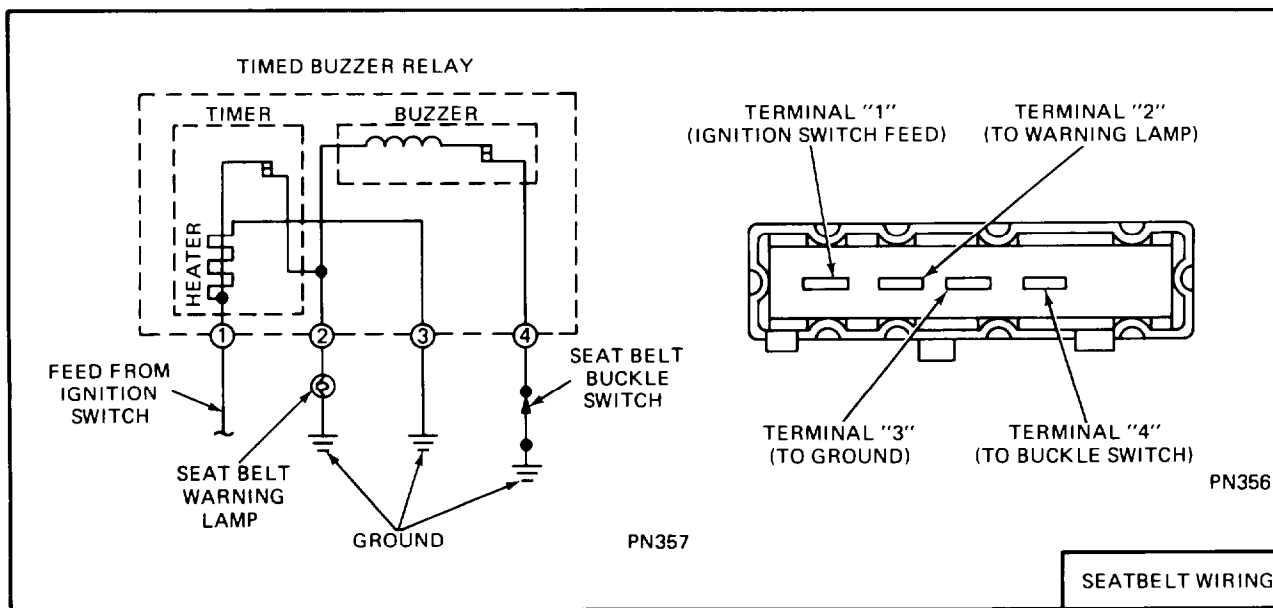 TIMED BUZZER RELAY
TIMER
BUZZER
HEATER
1
2
3
4
FEED FROM
IGNITION
SWITCH
SEAT BELT
WARNING
LAMP
GROUND
SEAT BELT
BUCKLE
SWITCH
PN357
TERMINAL "1"
(IGNITION SWITCH FEED)
TERMINAL "2"
(TO WARNING LAMP)
TERMINAL "3"
(TO GROUND)
TERMINAL "4"
(TO BUCKLE SWITCH)
PN356
SEATBELT WIRING